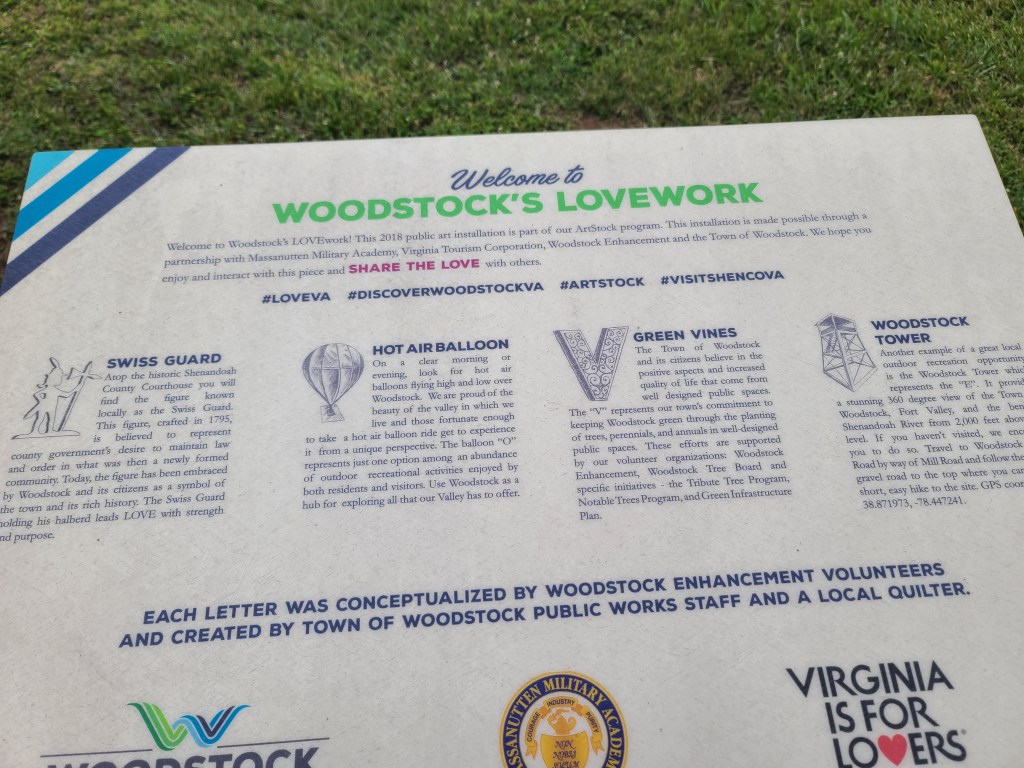 Welcome to
WOODSTOCK'S LOVEWORK
Welcome to Woodstock's LOVEwork! This 2018 public art installation is part of our ArtStock program. This installation is made possible through a
partnership with Massanutten Military Academy, Virginia Tourism Corporation, Woodstock Enhancement and the Town of Woodstock. We hope you
enjoy and interact with this piece and SHARE THE LOVE with others.
#LOVEVA #DISCOVERWOODSTOCKVA #ARTSTOCK #VISITSHENCOVA
SWISS GUARD
Atop the historic Shenandoah
County Courthouse you will
find the figure known
locally as the Swiss Guard.
This figure, crafted in 1795,
is believed to represent
county government's desire to maintain law
and order in what was then a newly formed
community. Today, the figure has been embraced
by Woodstock and its citizens as a symbol of
the town and its rich history. The Swiss Guard
holding his halberd leads LOVE with strength
and purpose.
HOT AIR BALLOON
On a clear morning or
evening, look for hot air
balloons flying high and low over
Woodstock. We are proud of the
beauty of the valley in which we
live and those fortunate enough
to take a hot air balloon ride get to experience
it from a unique perspective. The balloon "O"
represents just one option among an abundance
of outdoor recreational activities enjoyed by
both residents and visitors. Use Woodstock as a
hub for exploring all that our Valley has to offer.
GREEN VINES
The Town of Woodstock
and its citizens believe in the
positive aspects and increased
quality of life that come from
well designed public spaces.
The "V" represents our town's commitment to
keeping Woodstock green through the planting
of trees, perennials, and annuals in well-designed
public spaces. These efforts are supported
by our volunteer organizations: Woodstock
Enhancement, Woodstock Tree Board and
specific initiatives - the Tribute Tree Program,
Notable Trees Program, and Green Infrastructure
Plan.
WOODSTOCK
TOWER
Another example of a great local
outdoor recreation opportunity
is the Woodstock Tower which
represents the "E". It provid
a stunning 360 degree view of the Town
Woodstock, Fort Valley, and the ben
Shenandoah River from 2,000 feet abov
level. If you haven't visited, we enc
you to do so. Travel to Woodstock
Road by way of Mill Road and follow the
gravel road to the top where you can
short, easy hike to the site. GPS coor
38.871973, -78.447241.
EACH LETTER WAS CONCEPTUALIZED BY WOODSTOCK ENHANCEMENT VOLUNTEERS
AND CREATED BY TOWN OF WOODSTOCK PUBLIC WORKS STAFF AND A LOCAL QUILTER.
WOODSTOCK
MASSANUTTEN MILITARY ACADEMY
COURAGE INDUSTRY PURITY
NON
NOBIS
VIRGINIA
IS FOR
LOVERS